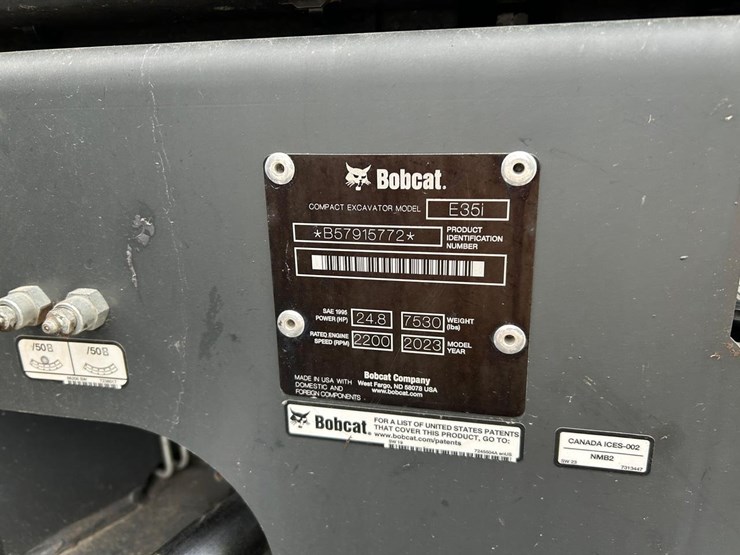 Bobcat.
COMPACT EXCAVATOR MODEL E35i
*B57915772*
PRODUCT
IDENTIFICATION
NUMBER
SAE 1995
POWER (HP) 24.8
7530 WEIGHT
(lbs)
RATED ENGINE
SPEED (RPM) 2200
2023 MODEL
YEAR
MADE IN USA WITH
DOMESTIC AND
FOREIGN COMPONENTS
Bobcat Company
West Fargo, ND 58078 USA
www.bobcat.com
/50B /50B
Bobcat.
FOR A LIST OF UNITED STATES PATENTS
THAT COVER THIS PRODUCT, GO TO:
www.bobcat.com/patents
CANADA ICES-002
NMB2
7313447